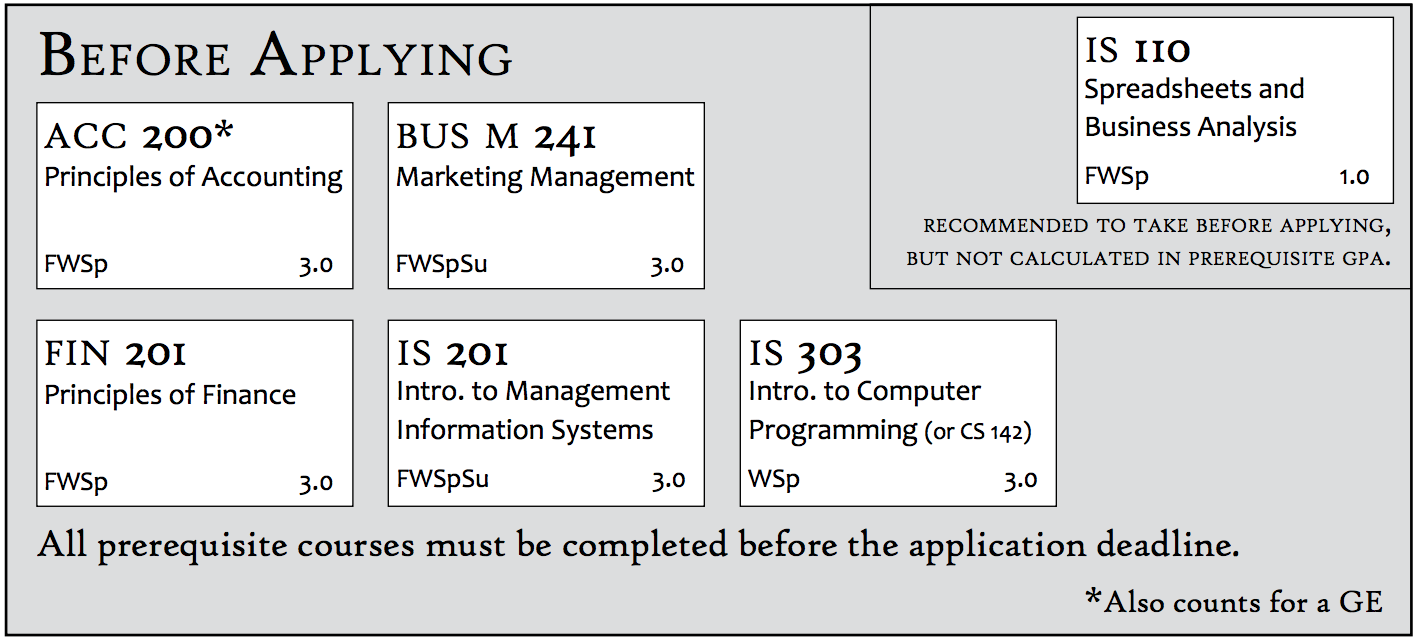 BEFORE APPLYING
ACC 200*
Principles of Accounting
FWSp 3.0
BUS M 241
Marketing Management
FWSpSu 3.0
IS 110
Spreadsheets and
Business Analysis
FWSp 1.0
RECOMMENDED TO TAKE BEFORE APPLYING,
BUT NOT CALCULATED IN PREREQUISITE GPA.
FIN 201
Principles of Finance
FWSp 3.0
IS 201
Intro. to Management
Information Systems
FWSpSu 3.0
IS 303
Intro. to Computer
Programming (or CS 142)
WSp 3.0
All prerequisite courses must be completed before the application deadline.
*Also counts for a GE